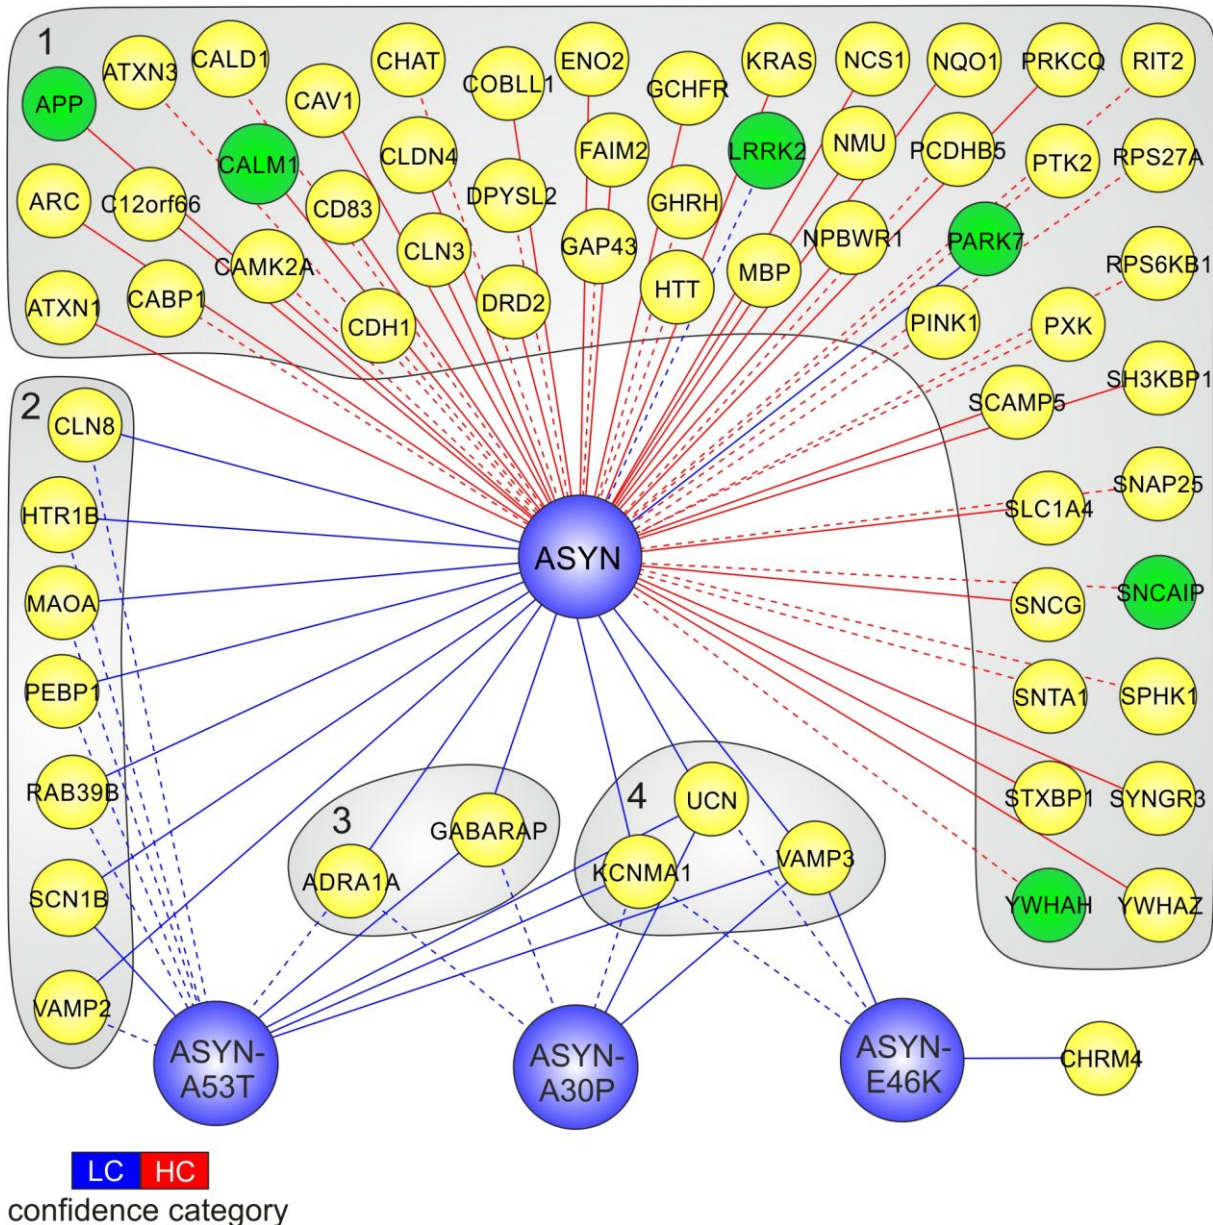 1
ATXN3
CALD1
CHAT
COBLL1
ENO2
GCHFR
KRAS
NCS1
NQO1
PRKCQ
RIT2
APP
CAV1
CALM1
CLDN4
FAIM2
LRRK2
NMU
PCDHB5
PTK2
RPS27A
ARC
C12orf66
CD83
DPYSL2
GHRH
CAMK2A
CLN3
GAP43
NPBWR1
PARK7
RPS6KB1
ATXN1
CABP1
CDH1
DRD2
HTT
MBP
PINK1
PXK
SH3KBP1
SCAMP5
2
CLN8
HTR1B
MAOA
PEBP1
RAB39B
SCN1B
VAMP2
ASYN
SLC1A4
SNAP25
SNCG
SNCAIP
SNTA1
SPHK1
STXBP1
SYNGR3
YWHAH
YWHAZ
3
GABARAP
ADRA1A
4
UCN
KCNMA1
VAMP3
ASYN-
A53T
ASYN-
A30P
ASYN-
E46K
CHRM4
LC HC
confidence category